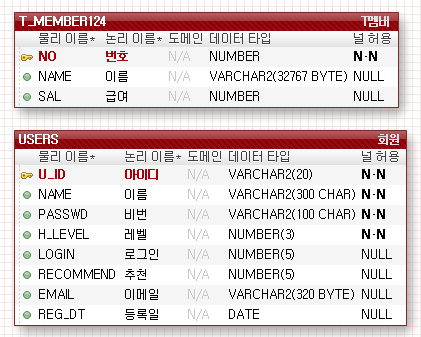 T_MEMBER124 T멤버
물리 이름* 논리 이름* 도메인 데이터 타입 널 허용
NO 번호 N/A NUMBER N-N
NAME 이름 N/A VARCHAR2(32767 BYTE) NULL
SAL 급여 N/A NUMBER NULL
USERS 회원
물리 이름* 논리 이름* 도메인 데이터 타입 널 허용
U_ID 아이디 N/A VARCHAR2(20) N-N
NAME 이름 N/A VARCHAR2(300 CHAR) N-N
PASSWD 비번 N/A VARCHAR2(100 CHAR) N-N
H_LEVEL 레벨 N/A NUMBER(3) N-N
LOGIN 로그인 N/A NUMBER(5) NULL
RECOMMEND 추천 N/A NUMBER(5) NULL
EMAIL 이메일 N/A VARCHAR2(320 BYTE) NULL
REG_DT 등록일 N/A DATE NULL